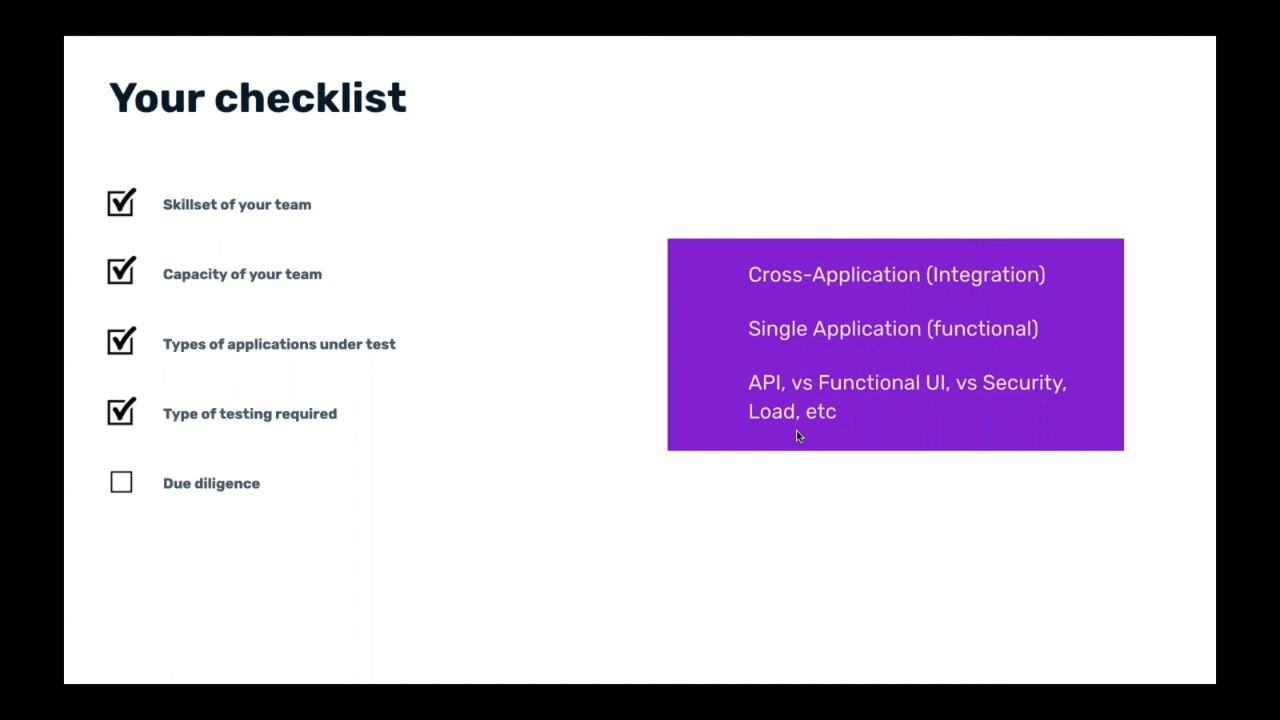 Your checklist
Skillset of your team
Capacity of your team
Types of applications under test
Type of testing required
Due diligence
Cross-Application (Integration)
Single Application (functional)
API, vs Functional UI, vs Security,
Load, etc